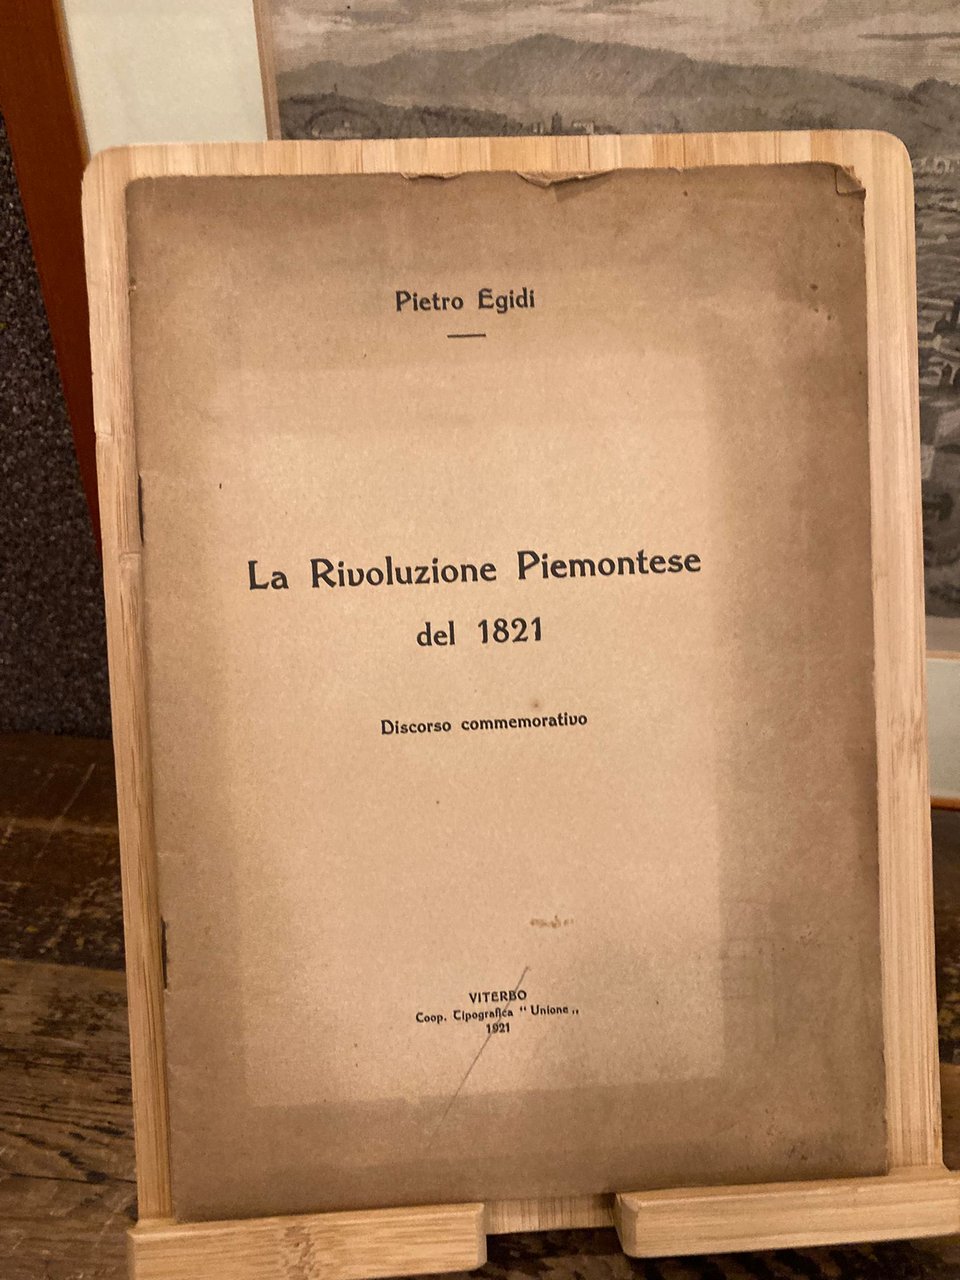 Pietro Egidi
La Rivoluzione Piemontese
del 1821
Discorso commemorativo
VITERBO
Coop. Tipografica “ Unione „
1921